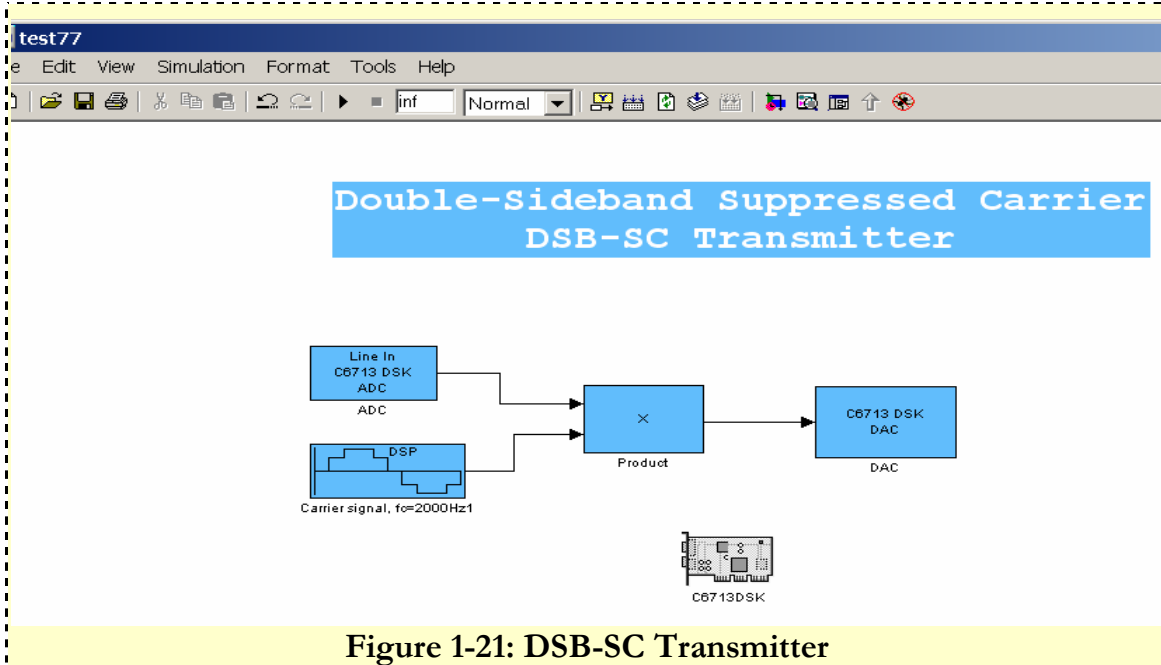 test77
e Edit View Simulation Format Tools Help
inf Normal
Double-Sideband Suppressed Carrier
DSB-SC Transmitter
Line In
C6713 DSK
ADC
ADC
DSP
Carrier signal, fc=2000Hz1
×
Product
C6713 DSK
DAC
DAC
C6713DSK
Figure 1-21: DSB-SC Transmitter